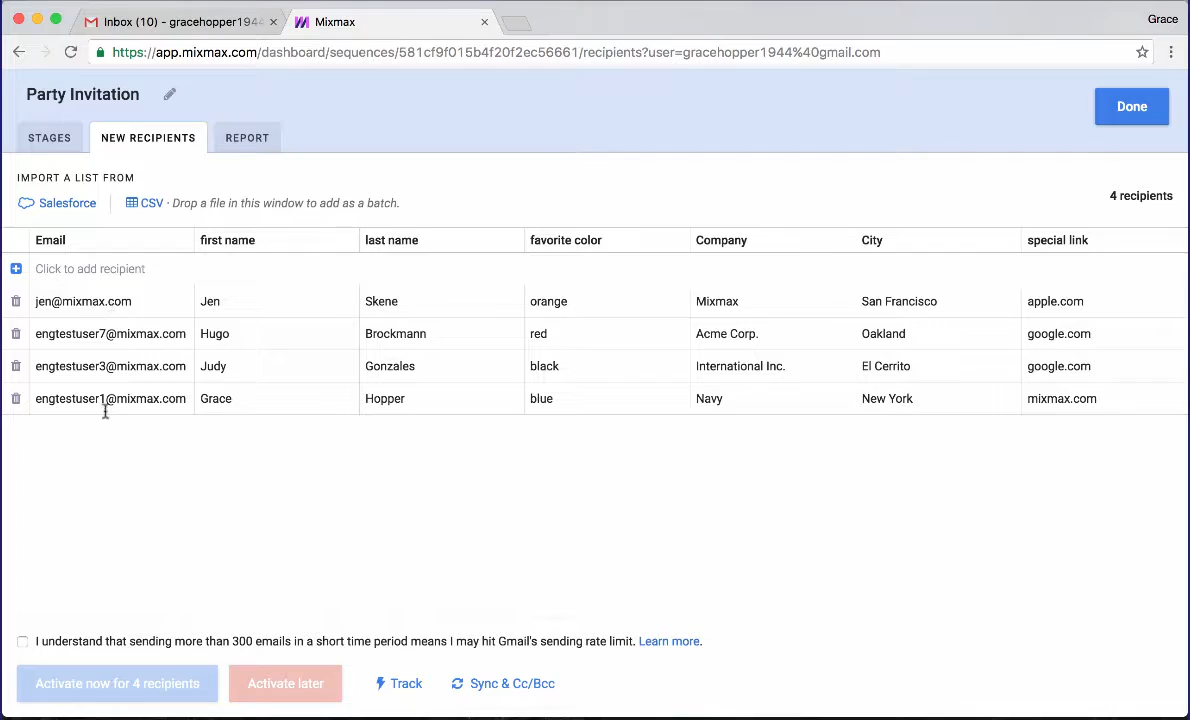 Inbox (10) - gracehopper1944
Mixmax
Grace
https://app.mixmax.com/dashboard/sequences/581cf9f015b4f20f2ec56661/recipients?user=gracehopper1944%40gmail.com
Party Invitation
Done
STAGES
NEW RECIPIENTS
REPORT
IMPORT A LIST FROM
Salesforce
CSV · Drop a file in this window to add as a batch.
4 recipients
Email first name last name favorite color Company City special link
Click to add recipient
jen@mixmax.com Jen Skene orange Mixmax San Francisco apple.com
engtestuser7@mixmax.com Hugo Brockmann red Acme Corp. Oakland google.com
engtestuser3@mixmax.com Judy Gonzales black International Inc. El Cerrito google.com
engtestuser1@mixmax.com Grace Hopper blue Navy New York mixmax.com
I understand that sending more than 300 emails in a short time period means I may hit Gmail's sending rate limit. Learn more.
Activate now for 4 recipients
Activate later
Track
Sync & Cc/Bcc